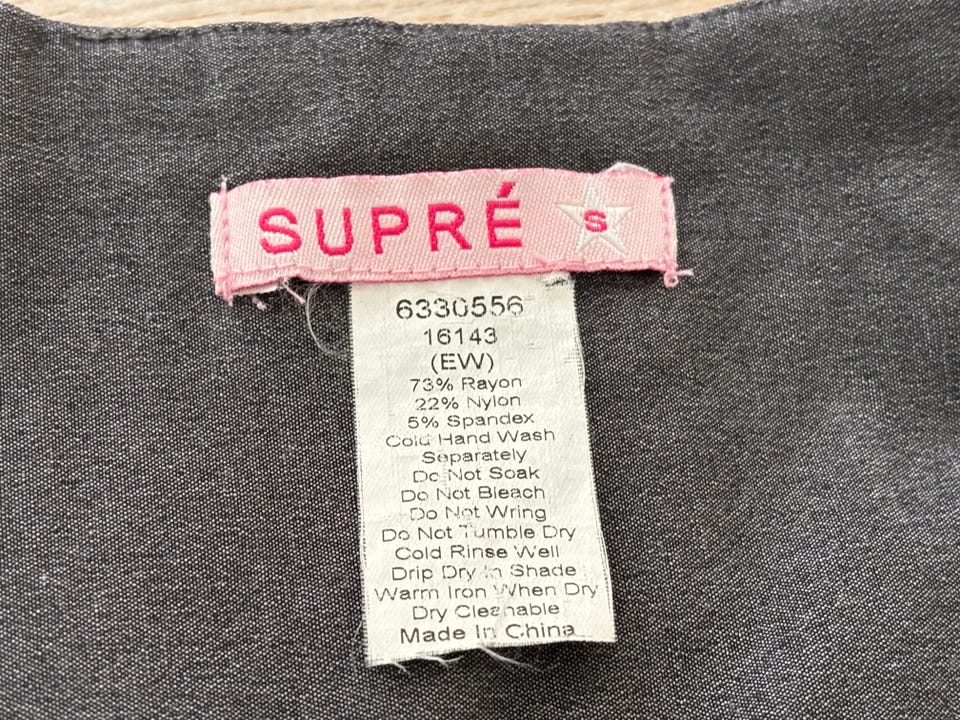 SUPRÉ S
6330556
16143
(EW)
73% Rayon
22% Nylon
5% Spandex
Cold Hand Wash
Separately
Do Not Soak
Do Not Bleach
Do Not Wring
Do Not Tumble Dry
Cold Rinse Well
Drip Dry In Shade
Warm Iron When Dry
Dry Cleanable
Made In China